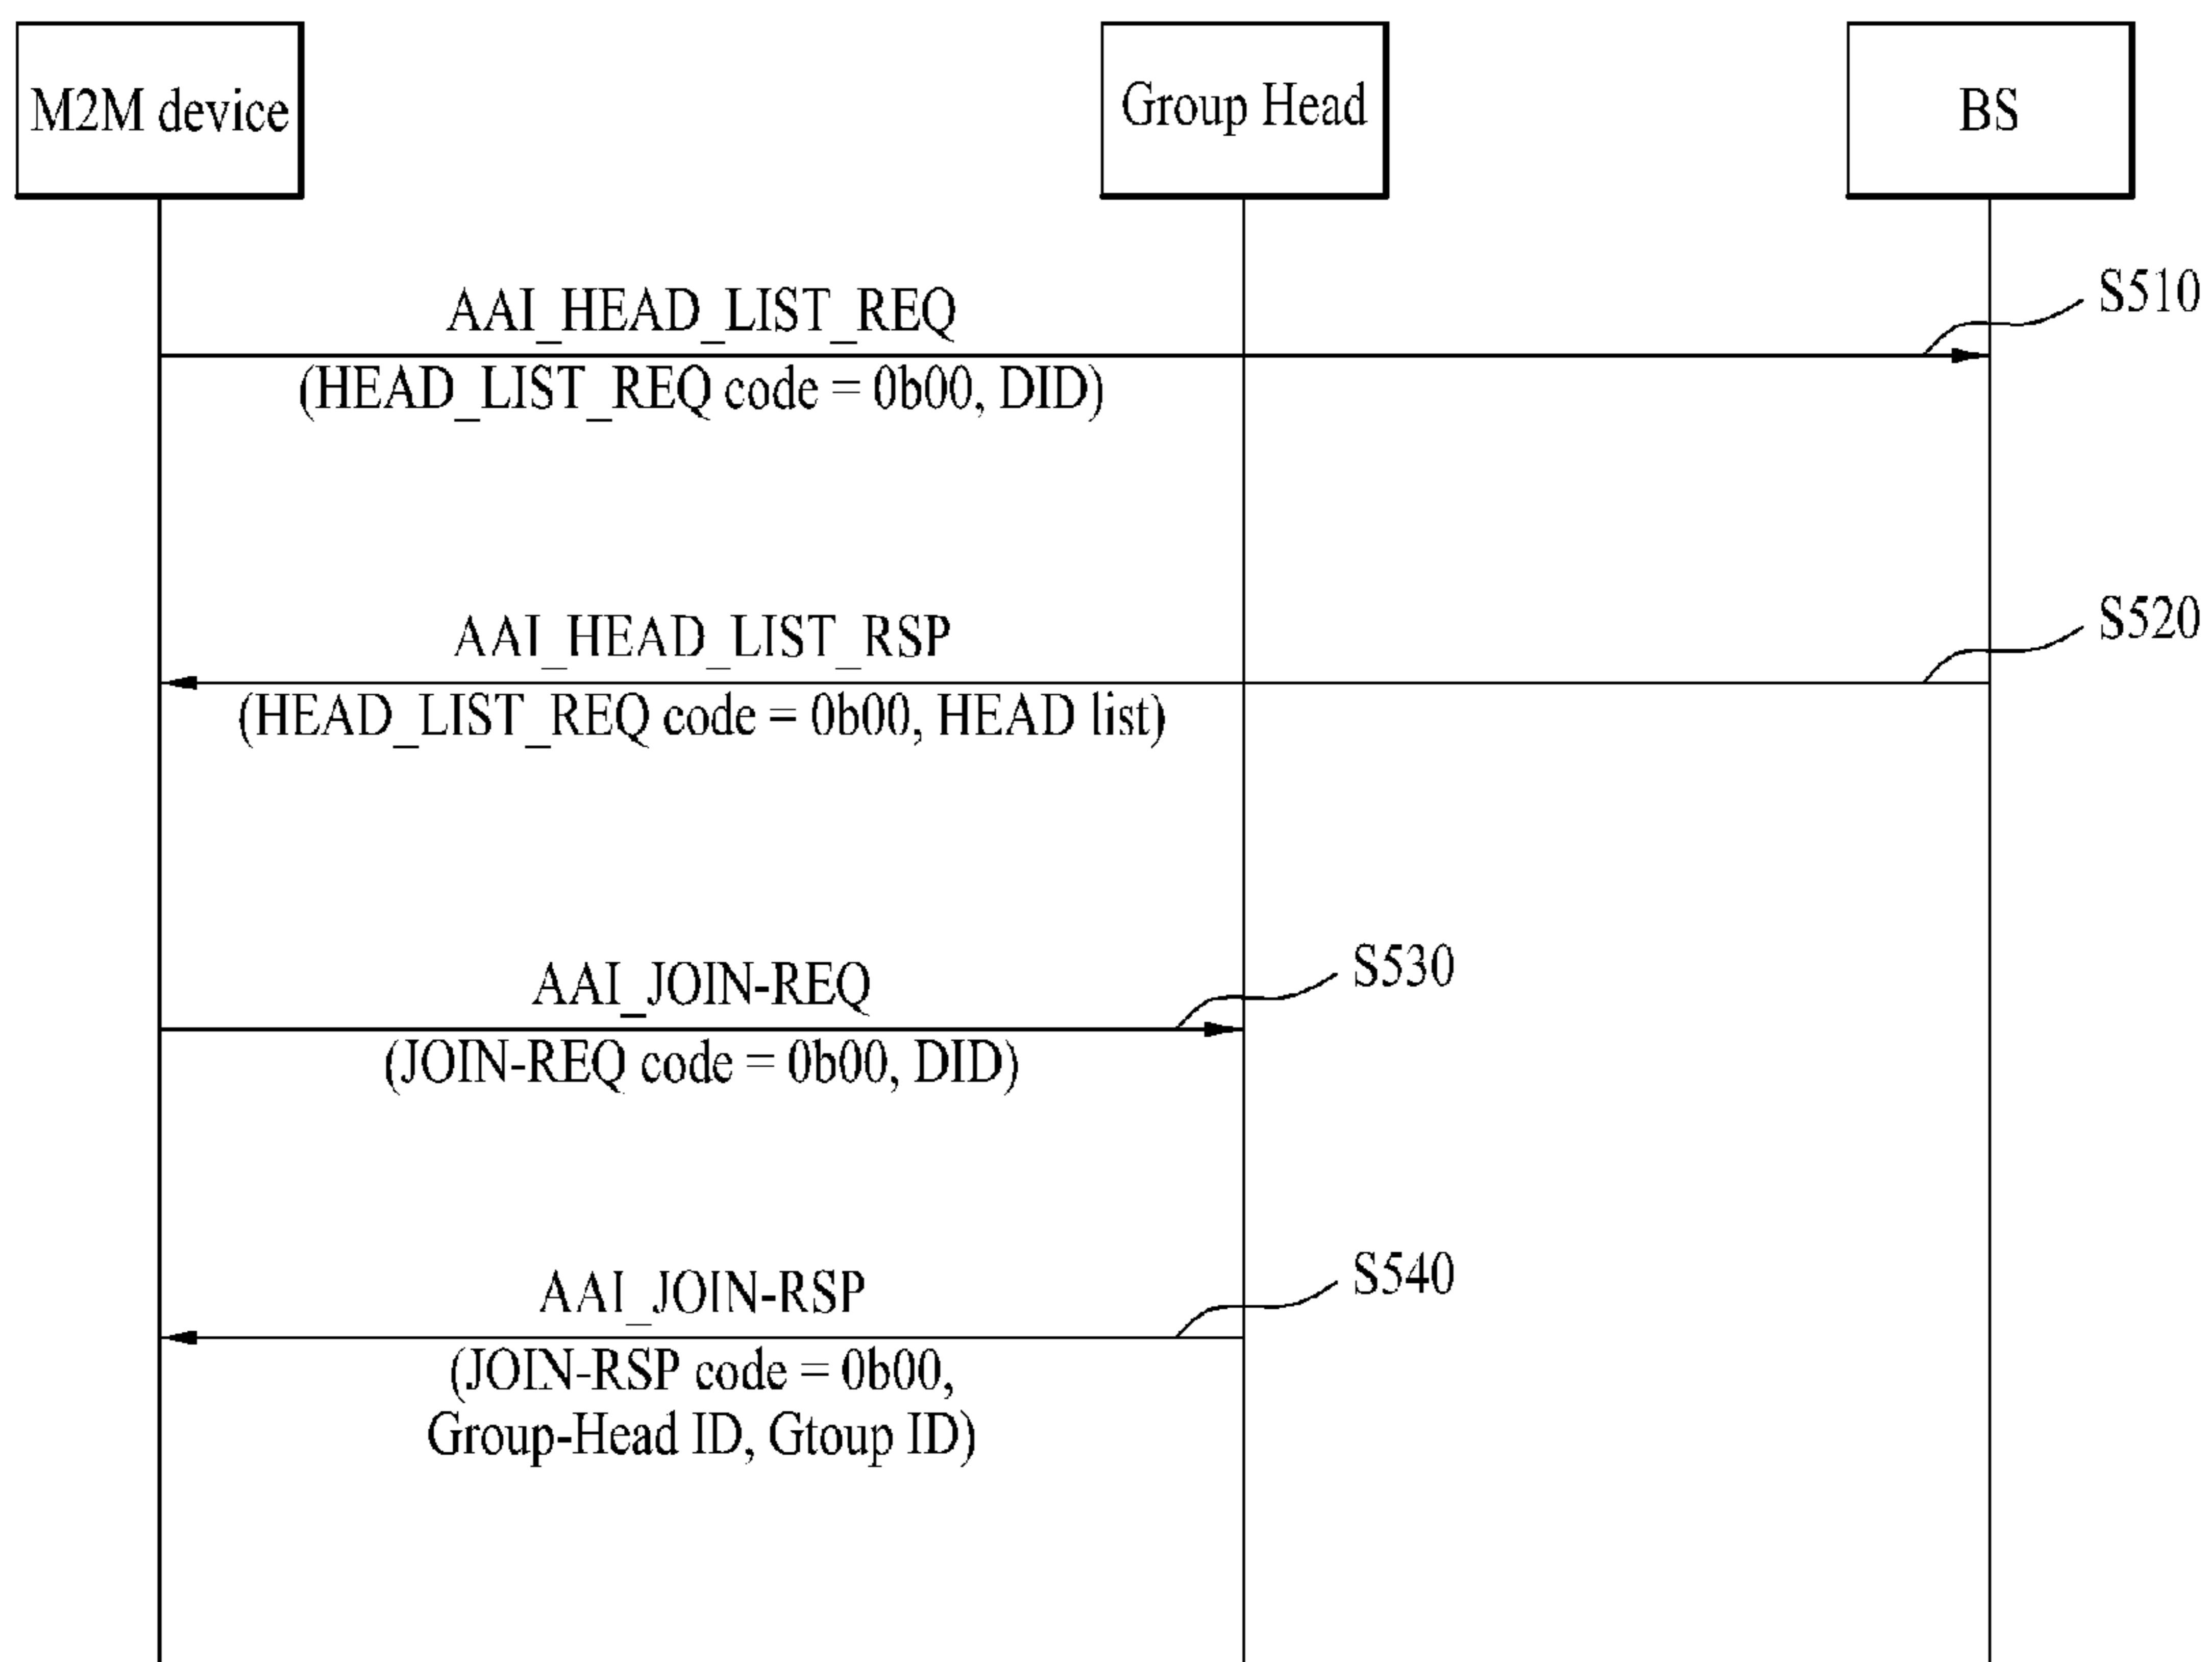 M2M device
Group Head
BS
S510
AAI_HEAD_LIST_REQ
(HEAD_LIST_REQ code = 0b00, DID)
S520
AAI_HEAD_LIST_RSP
(HEAD_LIST_REQ code = 0b00, HEAD list)
S530
AAI_JOIN-REQ
(JOIN-REQ code = 0b00, DID)
S540
AAI_JOIN-RSP
(JOIN-RSP code = 0b00,
Group-Head ID, Gtoup ID)